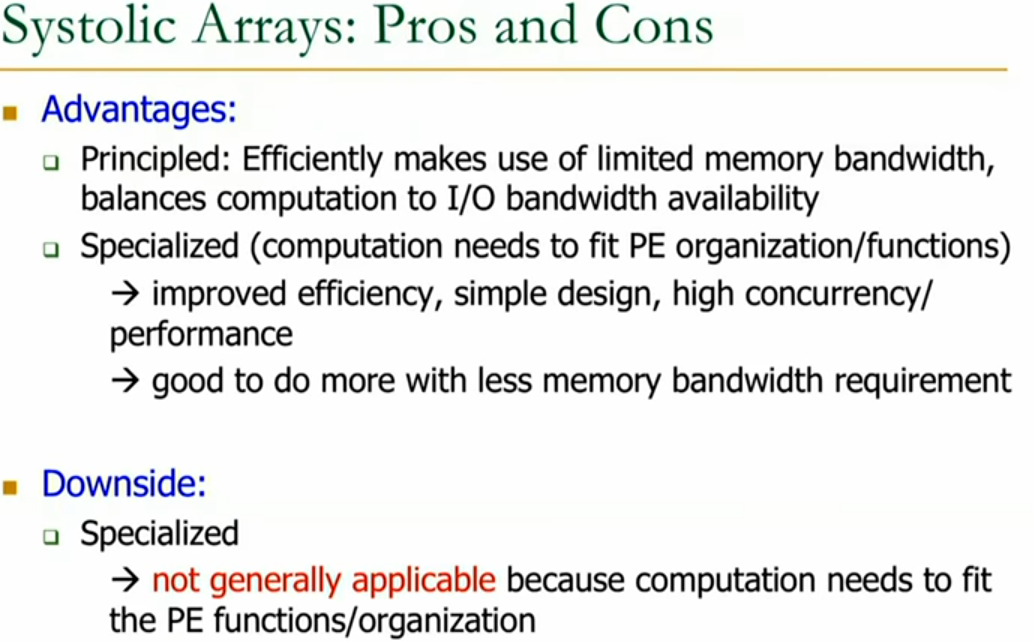 Systolic Arrays: Pros and Cons
Advantages:
Principled: Efficiently makes use of limited memory bandwidth,
balances computation to I/O bandwidth availability
Specialized (computation needs to fit PE organization/functions)
→ improved efficiency, simple design, high concurrency/
performance
→ good to do more with less memory bandwidth requirement
Downside:
Specialized
→ not generally applicable because computation needs to fit
the PE functions/organization